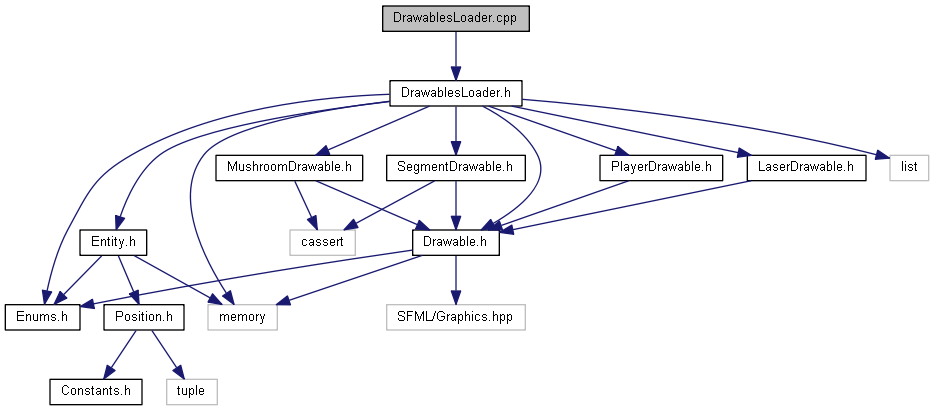 DrawablesLoader.cpp
DrawablesLoader.h
MushroomDrawable.h
SegmentDrawable.h
PlayerDrawable.h
LaserDrawable.h
list
Entity.h
cassert
Drawable.h
Enums.h
Position.h
memory
SFML/Graphics.hpp
Constants.h
tuple